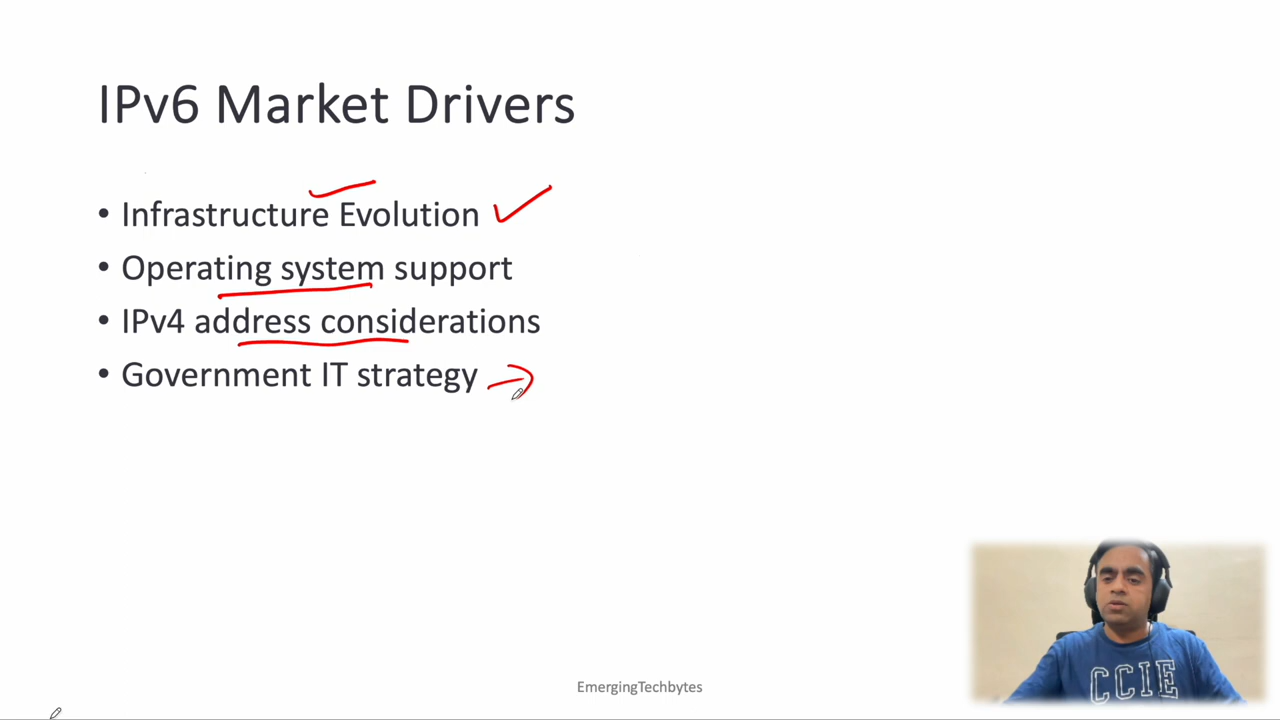 IPv6 Market Drivers
• Infrastructure Evolution
• Operating system support
• IPv4 address considerations
• Government IT strategy
EmergingTechbytes
CCIE